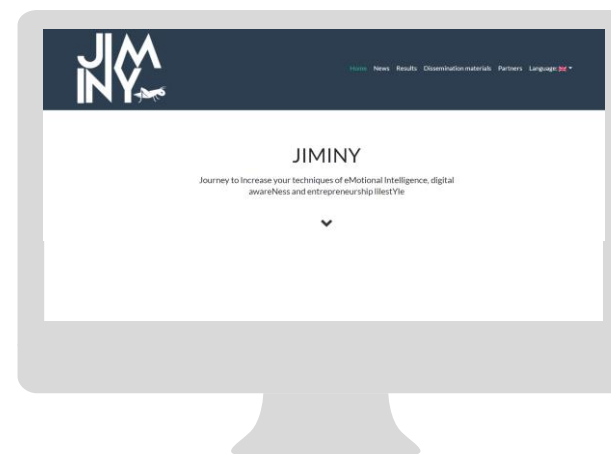 JIM
INY
Home News Results Dissemination materials Partners Language:
JIMINY
Journey to Increase your techniques of eMotional Intelligence, digital
awareNess and entrepreneurship lilestYle